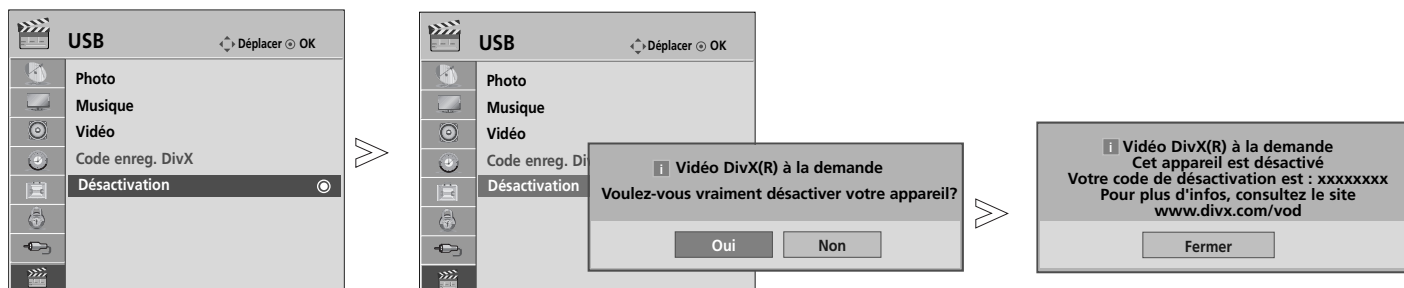 USB
Déplacer OK
Photo
Musique
Vidéo
Code enreg. DivX
Désactivation
USB
Déplacer OK
Photo
Musique
Vidéo
Code enreg. Di
Désactivation
i Vidéo DivX(R) à la demande
Voulez-vous vraiment désactiver votre appareil?
Oui Non
i Vidéo DivX(R) à la demande
Cet appareil est désactivé
Votre code de désactivation est : xxxxxxxx
Pour plus d'infos, consultez le site
www.divx.com/vod
Fermer